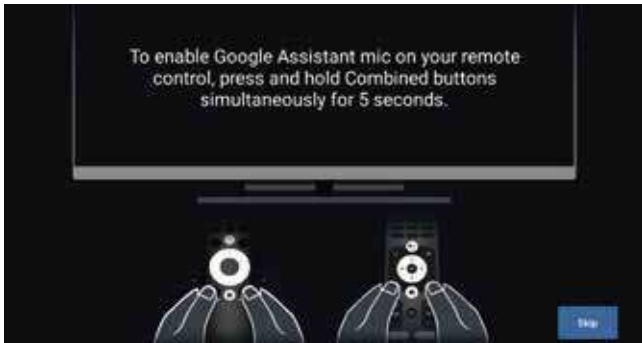 To enable Google Assistant mic on your remote
control, press and hold Combined buttons
simultaneously for 5 seconds.
Skip